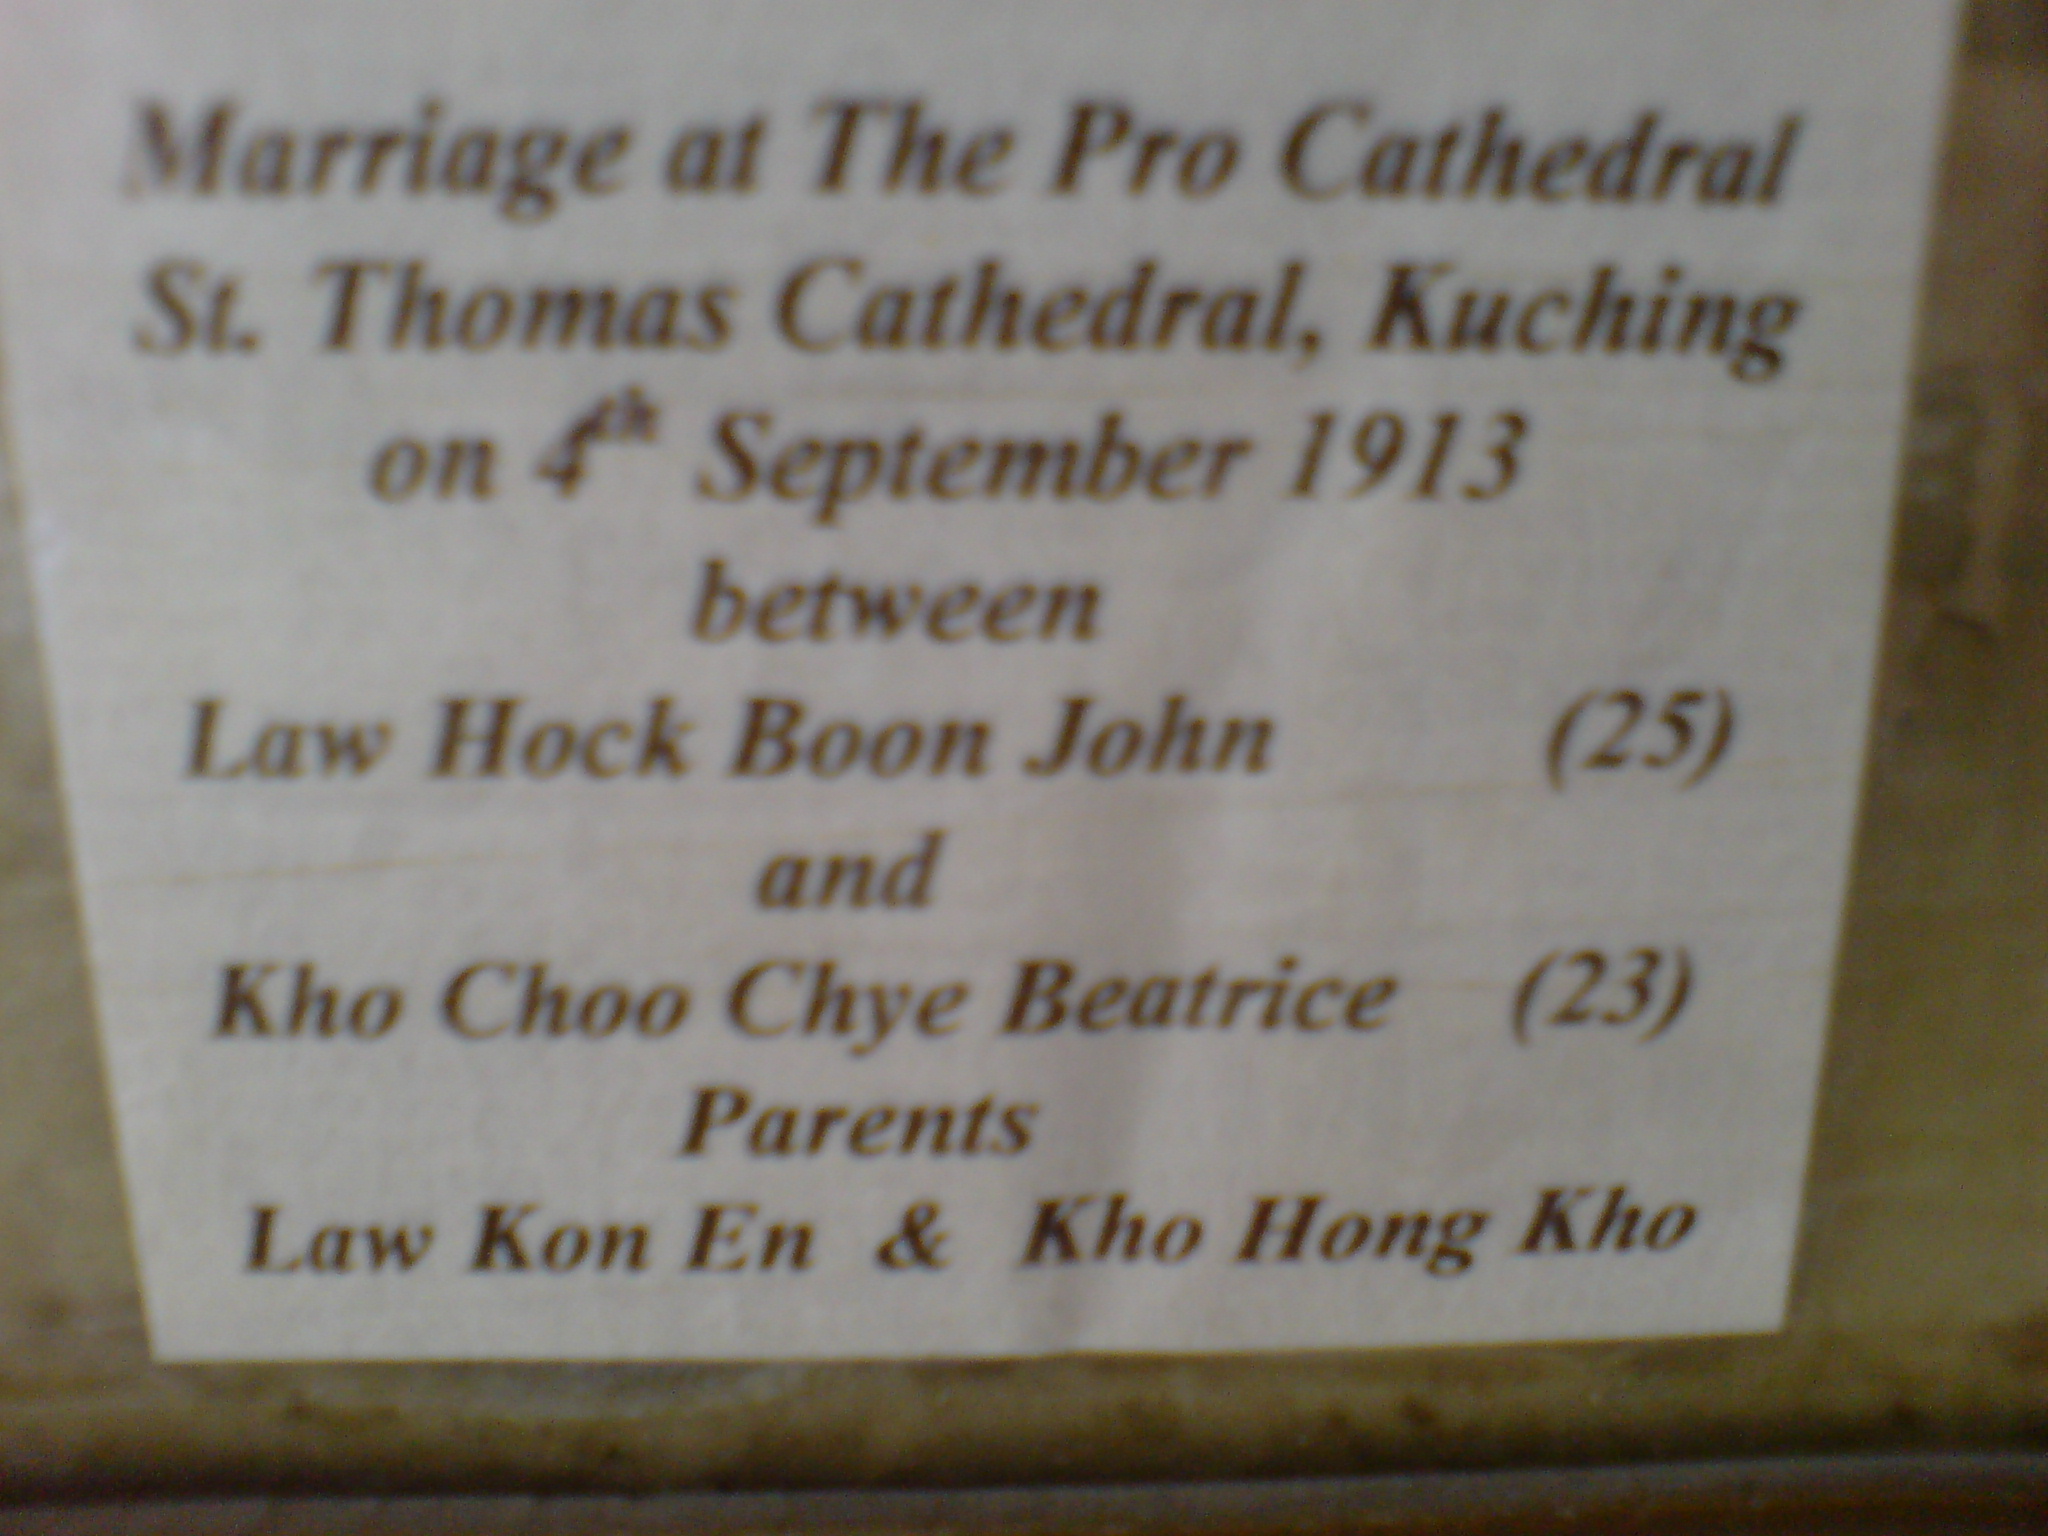 Marriage at The Pro Cathedral
St. Thomas Cathedral, Kuching
on 4th September 1913
between
Law Hock Boon John (25)
and
Kho Choo Chye Beatrice (23)
Parents
Law Kon En & Kho Hong Kho